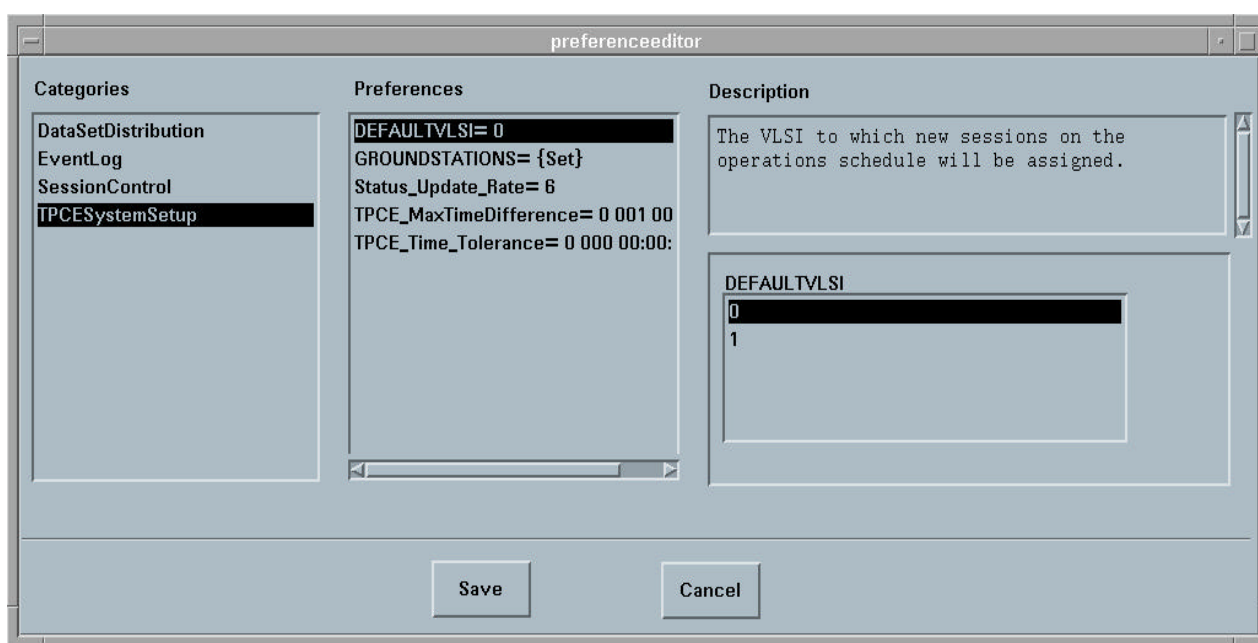 preferenceeditor
Categories
DataSetDistribution
EventLog
SessionControl
TPCESystemSetup
Preferences
DEFAULTVLSI= 0
GROUNDSTATIONS= {Set}
Status_Update_Rate= 6
TPCE_MaxTimeDifference= 0 001 00
TPCE_Time_Tolerance= 0 000 00:00:
Description
The VLSI to which new sessions on the
operations schedule will be assigned.
DEFAULTVLSI
0
1
Save
Cancel